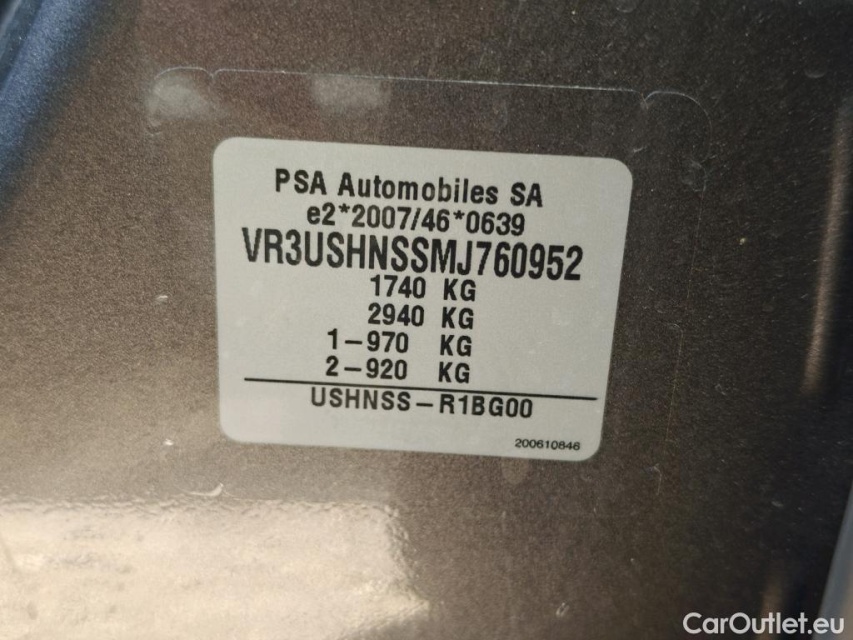 PSA Automobiles SA
e2*2007/46*0639
VR3USHNSSMJ760952
1740 KG
2940 KG
1-970 KG
2-920 KG
USHNSS-R1BG00
200610846
CarOutlet.eu